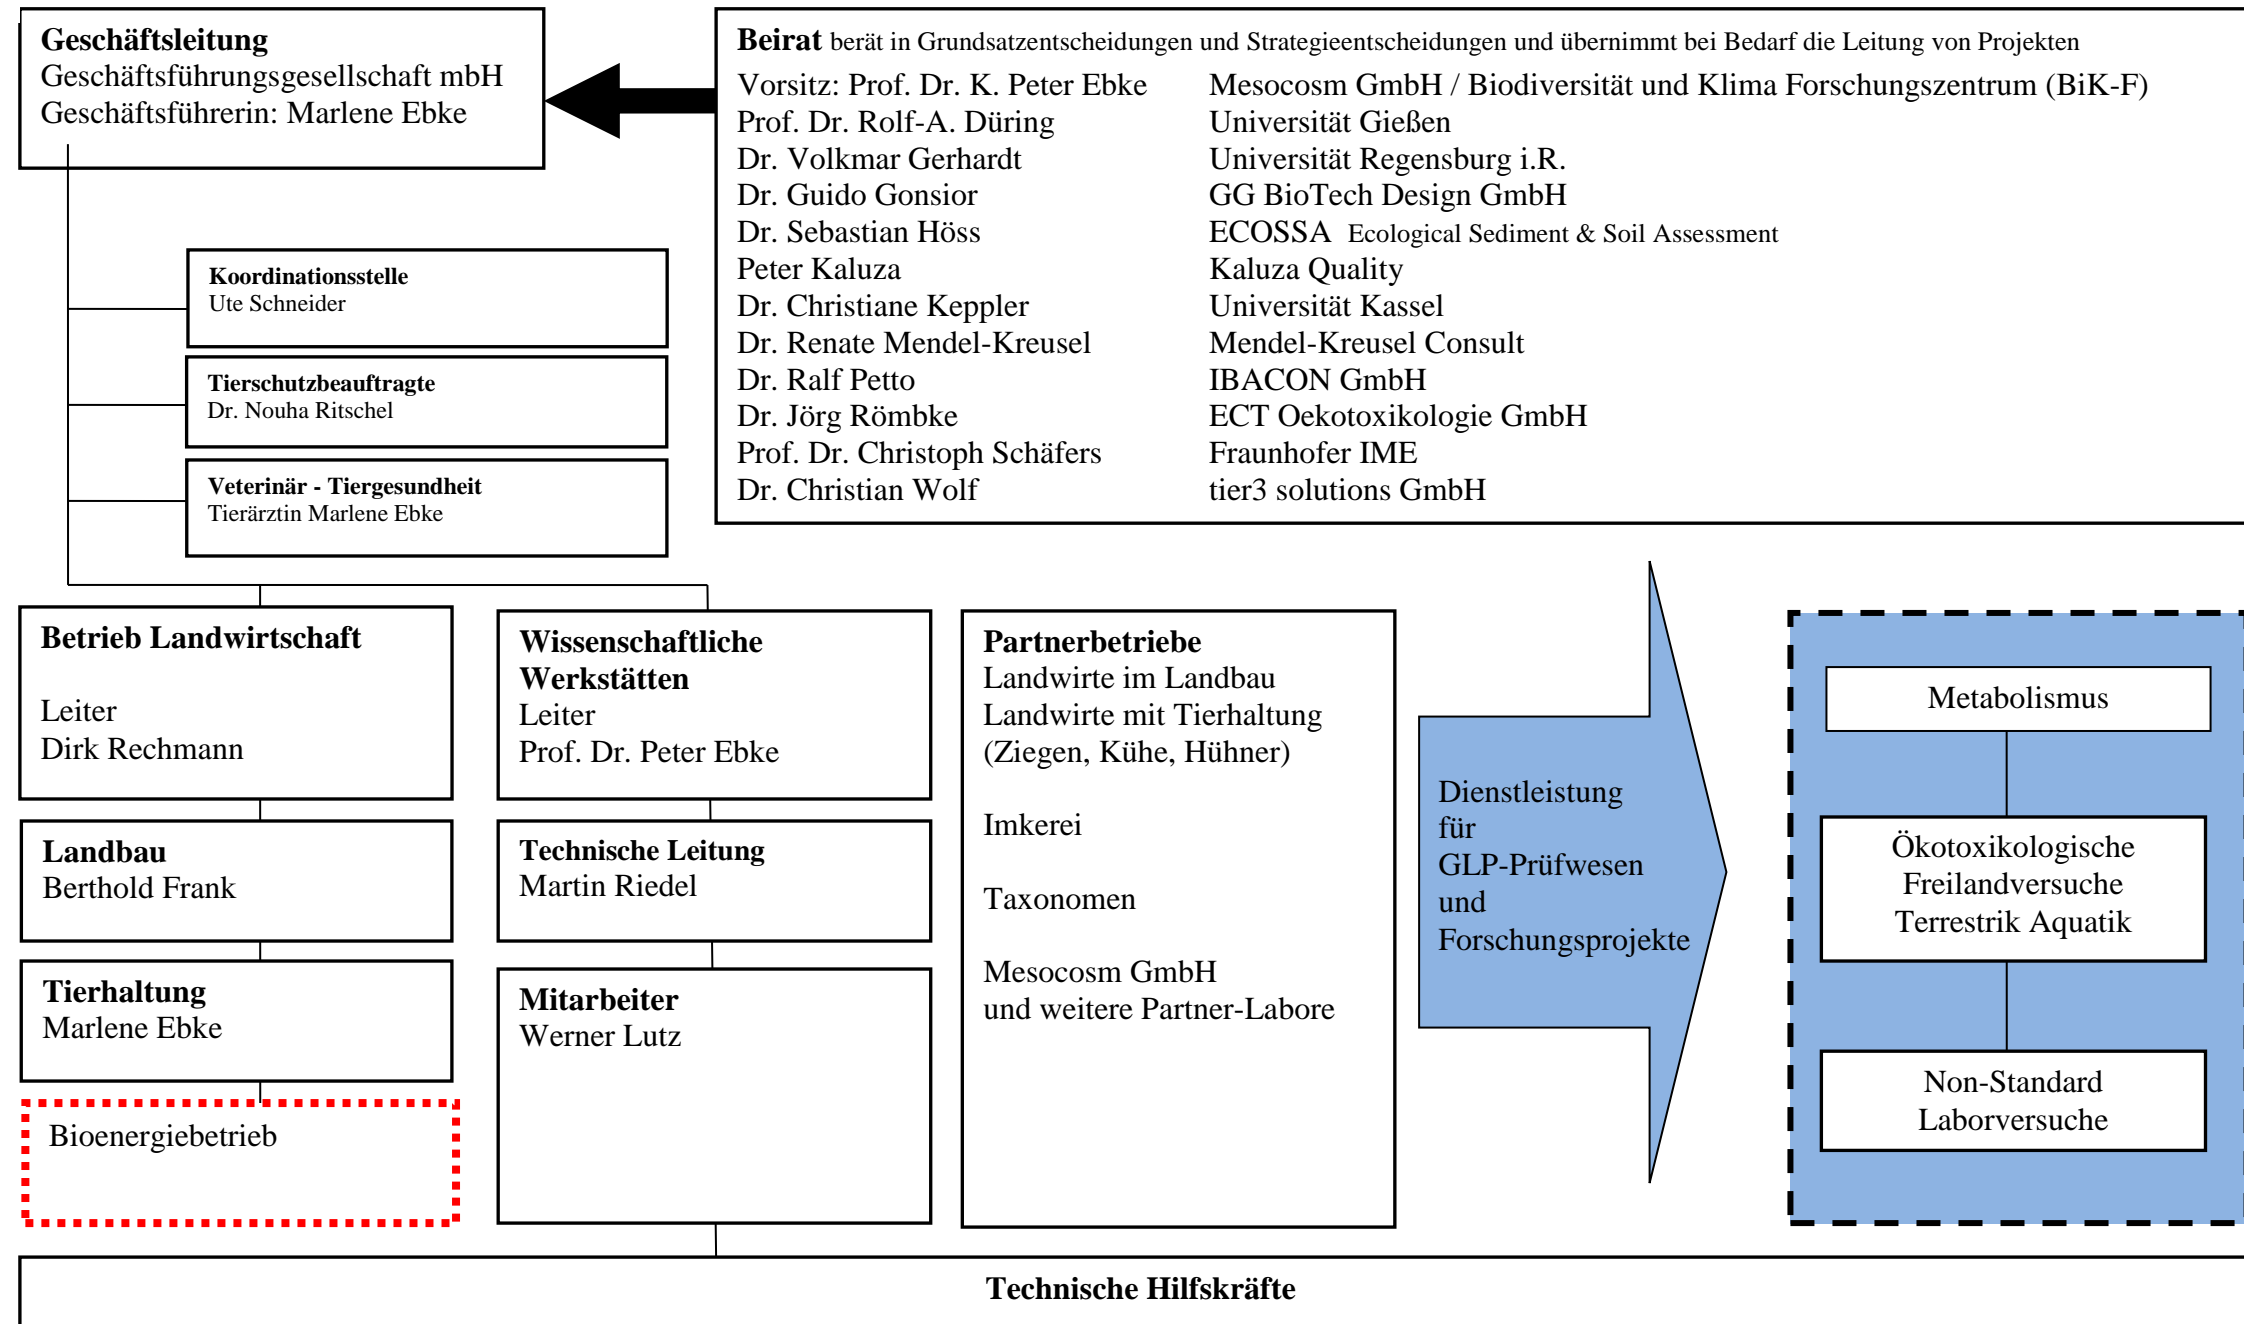 Geschäftsleitung
Geschäftsführungsgesellschaft mbH
Geschäftsführerin: Marlene Ebke
Beirat berät in Grundsatzentscheidungen und Strategieentscheidungen und übernimmt bei Bedarf die Leitung von Projekten
Vorsitz: Prof. Dr. K. Peter Ebke Mesocosm GmbH / Biodiversität und Klima Forschungszentrum (BiK-F)
Prof. Dr. Rolf-A. Düring Universität Gießen
Dr. Volkmar Gerhardt Universität Regensburg i.R.
Dr. Guido Gonsior GG BioTech Design GmbH
Dr. Sebastian Höss ECOSSA Ecological Sediment & Soil Assessment
Peter Kaluza Kaluza Quality
Dr. Christiane Keppler Universität Kassel
Dr. Renate Mendel-Kreusel Mendel-Kreusel Consult
Dr. Ralf Petto IBACON GmbH
Dr. Jörg Römbke ECT Oekotoxikologie GmbH
Prof. Dr. Christoph Schäfers Fraunhofer IME
Dr. Christian Wolf tier3 solutions GmbH
Koordinationsstelle
Ute Schneider
Tierschutzbeauftragte
Dr. Nouha Ritschel
Veterinär - Tiergesundheit
Tierärztin Marlene Ebke
Betrieb Landwirtschaft
Leiter
Dirk Rechmann
Landbau
Berthold Frank
Tierhaltung
Marlene Ebke
Bioenergiebetrieb
Wissenschaftliche
Werkstätten
Leiter
Prof. Dr. Peter Ebke
Technische Leitung
Martin Riedel
Mitarbeiter
Werner Lutz
Partnerbetriebe
Landwirte im Landbau
Landwirte mit Tierhaltung
(Ziegen, Kühe, Hühner)
Imkerei
Taxonomen
Mesocosm GmbH
und weitere Partner-Labore
Dienstleistung
für
GLP-Prüfwesen
und
Forschungsprojekte
Metabolismus
Ökotoxikologische
Freilandversuche
Terrestrik Aquatik
Non-Standard
Laborversuche
Technische Hilfskräfte